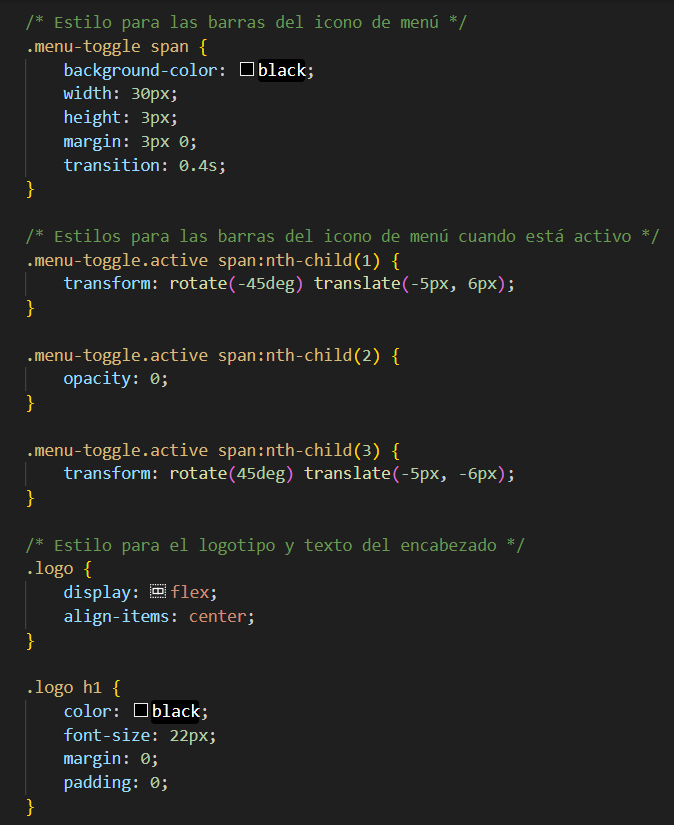 /* Estilo para las barras del icono de menú */
.menu-toggle span {
background-color: black;
width: 30px;
height: 3px;
margin: 3px 0;
transition: 0.4s;
}
/* Estilos para las barras del icono de menú cuando está activo */
.menu-toggle.active span:nth-child(1) {
transform: rotate(-45deg) translate(-5px, 6px);
}
.menu-toggle.active span:nth-child(2) {
opacity: 0;
}
.menu-toggle.active span:nth-child(3) {
transform: rotate(45deg) translate(-5px, -6px);
}
/* Estilo para el logotipo y texto del encabezado */
.logo {
display: flex;
align-items: center;
}
.logo h1 {
color: black;
font-size: 22px;
margin: 0;
padding: 0;
}